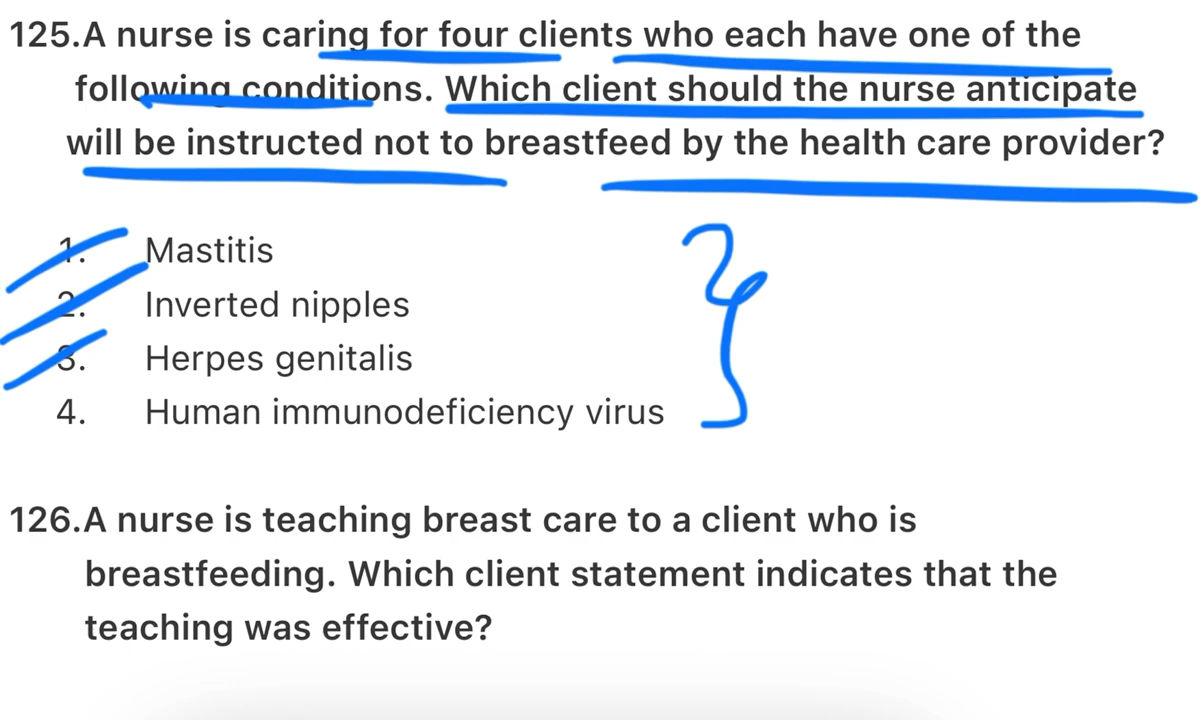 125.A nurse is caring for four clients who each have one of the
following conditions. Which client should the nurse anticipate
will be instructed not to breastfeed by the health care provider?
1. Mastitis
2. Inverted nipples
3. Herpes genitalis
4. Human immunodeficiency virus
126.A nurse is teaching breast care to a client who is
breastfeeding. Which client statement indicates that the
teaching was effective?